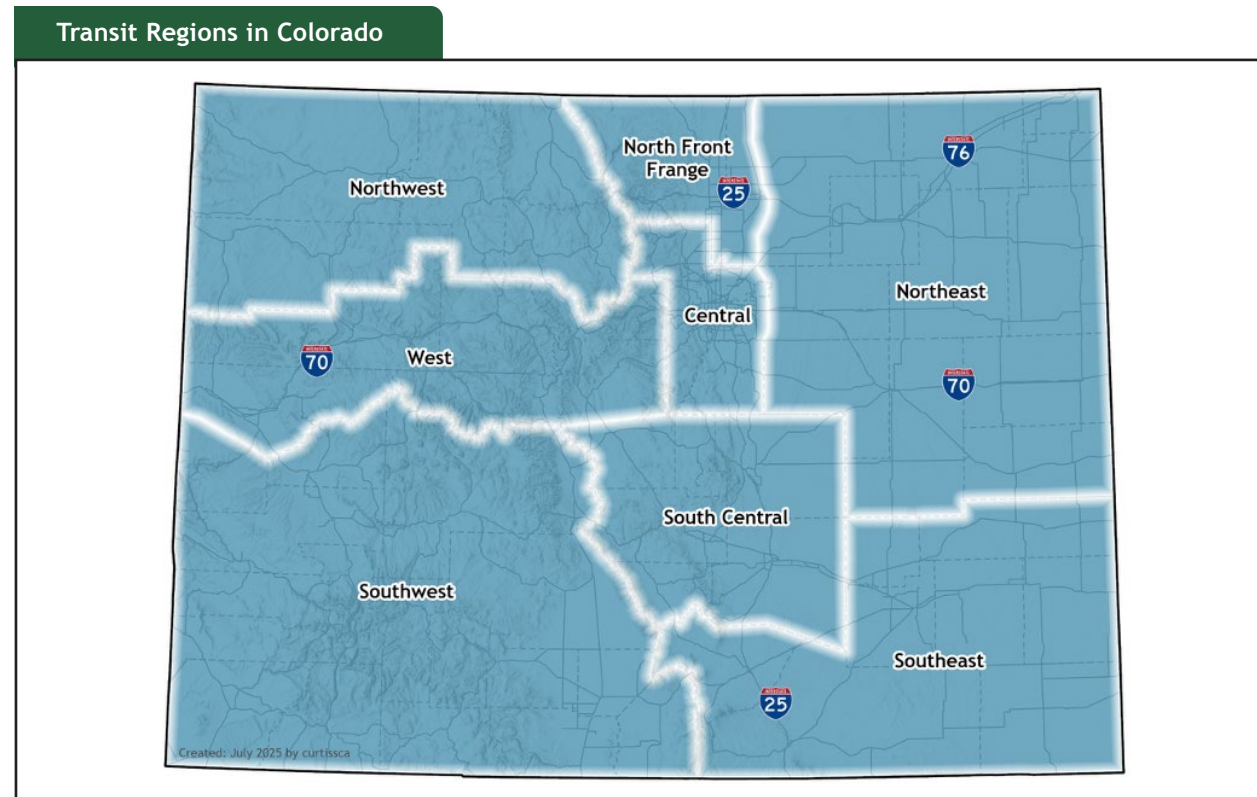 Transit Regions in Colorado
North Front
Frange
76
Northwest
25
Northeast
Central
70
West
70
South Central
Southwest
Southeast
25
Created: July 2025 by curtissca